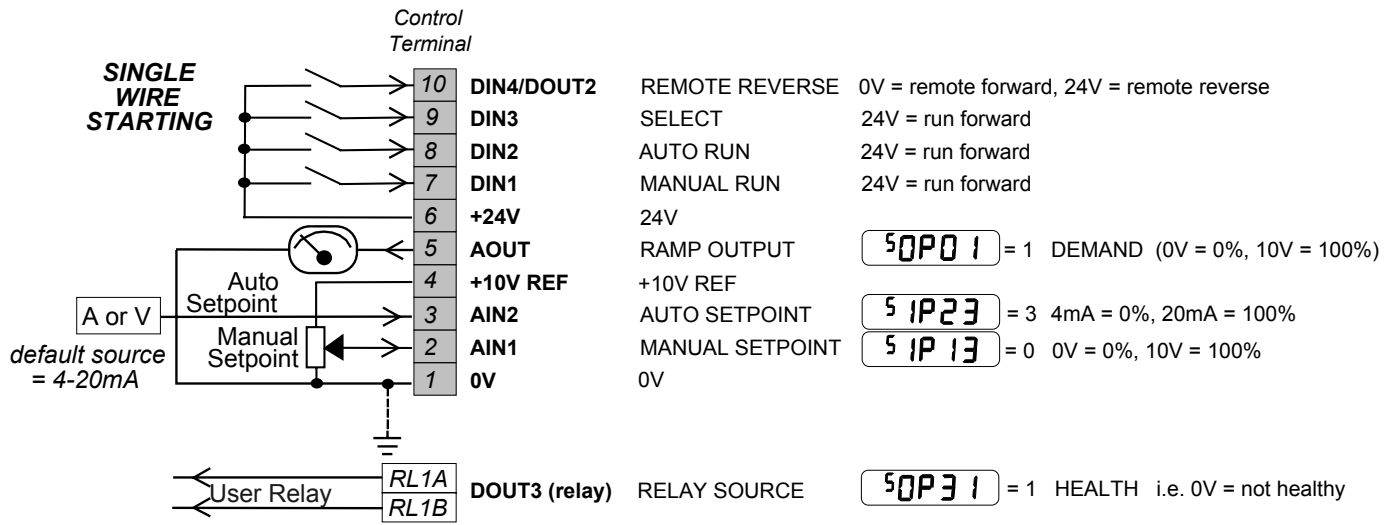 Control
Terminal
SINGLE
WIRE
STARTING
10 DIN4/DOUT2 REMOTE REVERSE 0V = remote forward, 24V = remote reverse
9 DIN3 SELECT 24V = run forward
8 DIN2 AUTO RUN 24V = run forward
7 DIN1 MANUAL RUN 24V = run forward
6 +24V 24V
5 AOUT RAMP OUTPUT SOP01 = 1 DEMAND (0V = 0%, 10V = 100%)
Auto
Setpoint
4 +10V REF +10V REF
A or V
3 AIN2 AUTO SETPOINT SIP23 = 3 4mA = 0%, 20mA = 100%
default source
= 4-20mA
Manual
Setpoint
2 AIN1 MANUAL SETPOINT SIP13 = 0 0V = 0%, 10V = 100%
1 0V 0V
User Relay
RL1A
RL1B
DOUT3 (relay) RELAY SOURCE SOP31 = 1 HEALTH i.e. 0V = not healthy